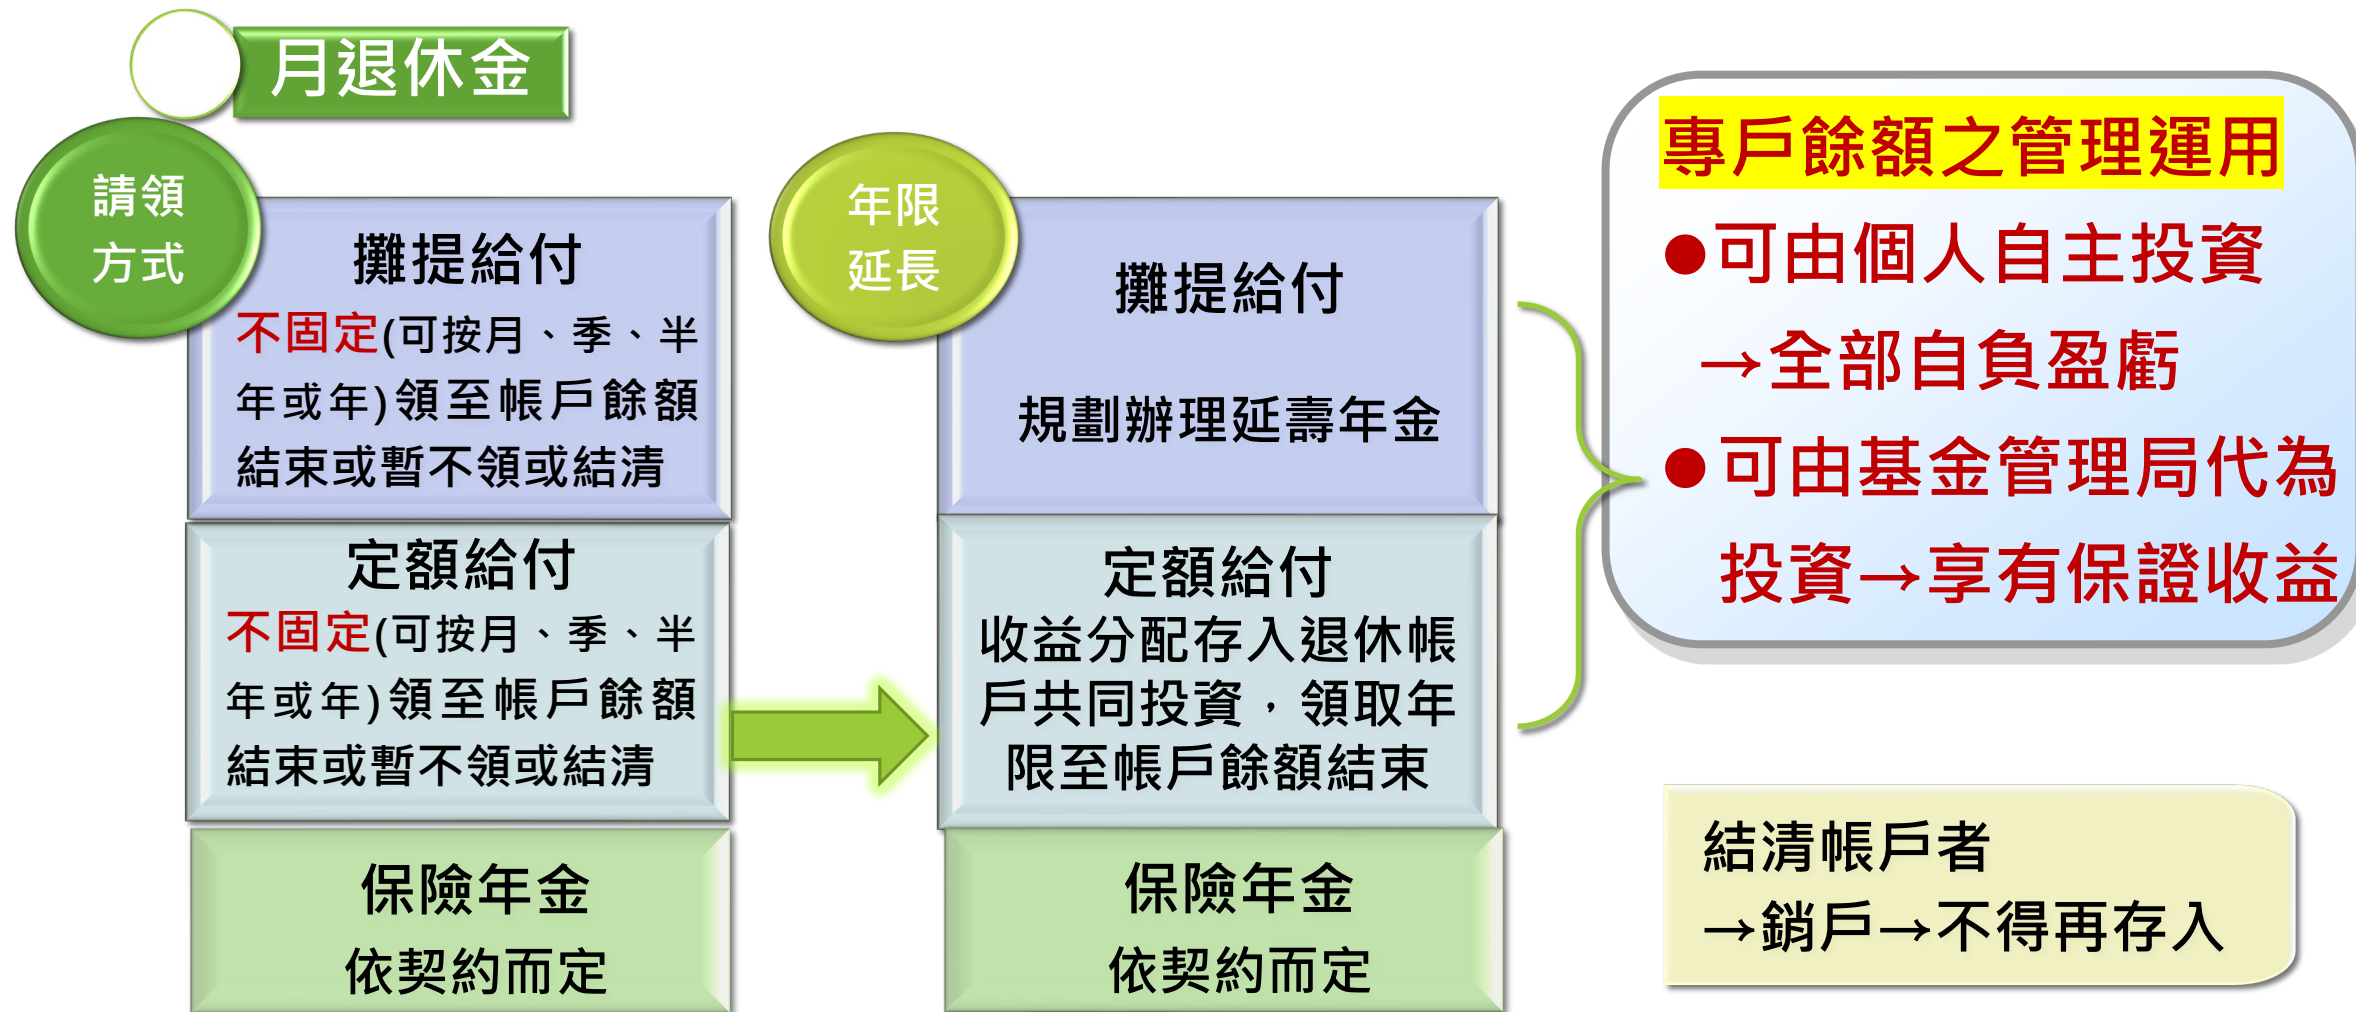 月退休金
請領
方式
攤提給付
不固定(可按月、季、半
年或年)領至帳戶餘額
結束或暫不領或結清
定額給付
不固定(可按月、季、半
年或年)領至帳戶餘額
結束或暫不領或結清
保險年金
依契約而定
年限
延長
攤提給付
規劃辦理延壽年金
定額給付
收益分配存入退休帳
戶共同投資，領取年
限至帳戶餘額結束
保險年金
依契約而定
專戶餘額之管理運用
●可由個人自主投資
→全部自負盈虧
●可由基金管理局代為
投資→享有保證收益
結清帳戶者
→銷戶→不得再存入